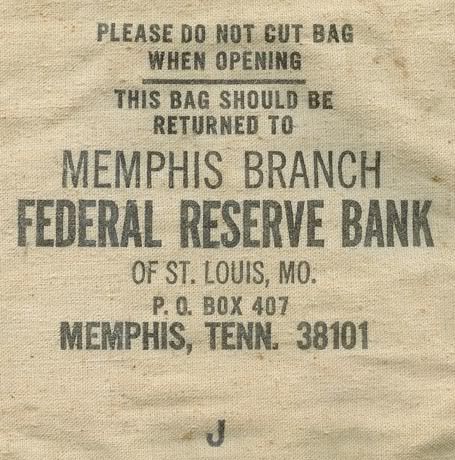 PLEASE DO NOT CUT BAG
WHEN OPENING
THIS BAG SHOULD BE
RETURNED TO
MEMPHIS BRANCH
FEDERAL RESERVE BANK
OF ST. LOUIS, MO.
P. O. BOX 407
MEMPHIS, TENN. 38101
J